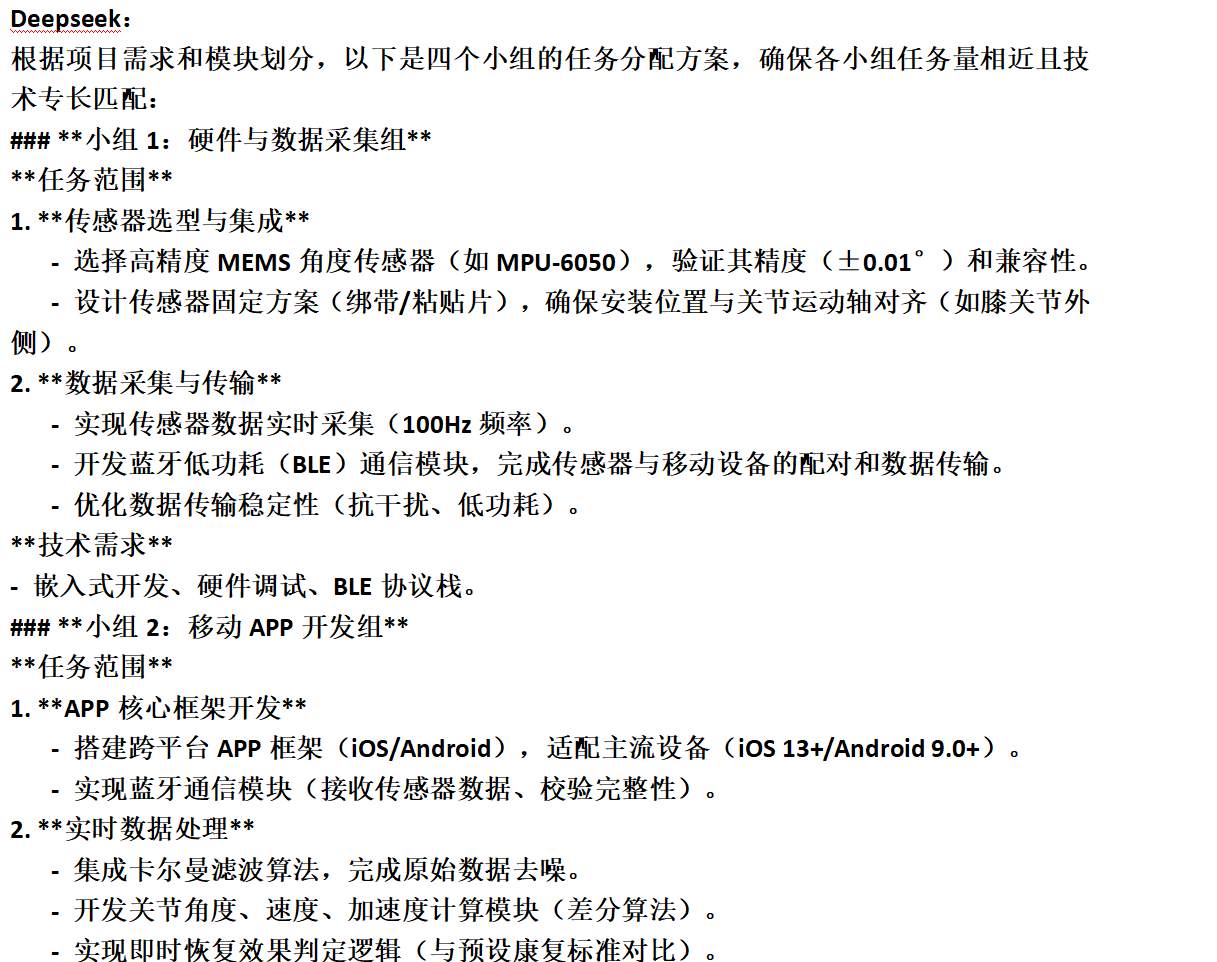 Deepseek：
根据项目需求和模块划分，以下是四个小组的任务分配方案，确保各小组任务量相近且技
术专长匹配：
### **小组 1：硬件与数据采集组**
**任务范围**
1. **传感器选型与集成**
- 选择高精度 MEMS 角度传感器（如 MPU-6050），验证其精度（±0.01°）和兼容性。
- 设计传感器固定方案（绑带/粘贴片），确保安装位置与关节运动轴对齐（如膝关节外
侧）。
2. **数据采集与传输**
- 实现传感器数据实时采集（100Hz 频率）。
- 开发蓝牙低功耗（BLE）通信模块，完成传感器与移动设备的配对和数据传输。
- 优化数据传输稳定性（抗干扰、低功耗）。
**技术需求**
- 嵌入式开发、硬件调试、BLE 协议栈。
### **小组 2：移动 APP 开发组**
**任务范围**
1. **APP 核心框架开发**
- 搭建跨平台 APP 框架（iOS/Android），适配主流设备（iOS 13+/Android 9.0+）。
- 实现蓝牙通信模块（接收传感器数据、校验完整性）。
2. **实时数据处理**
- 集成卡尔曼滤波算法，完成原始数据去噪。
- 开发关节角度、速度、加速度计算模块（差分算法）。
- 实现即时恢复效果判定逻辑（与预设康复标准对比）。